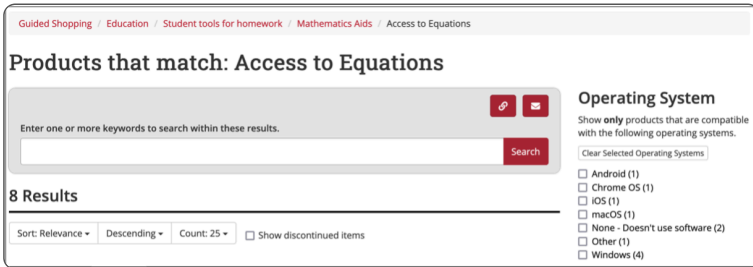 Guided Shopping / Education / Student tools for homework / Mathematics Aids / Access to Equations
Products that match: Access to Equations
Enter one or more keywords to search within these results.
Search
8 Results
Sort: Relevance Descending Count: 25 Show discontinued items
Operating System
Show only products that are compatible
with the following operating systems.
Clear Selected Operating Systems
Android (1)
Chrome OS (1)
iOS (1)
macOS (1)
None - Doesn't use software (2)
Other (1)
Windows (4)